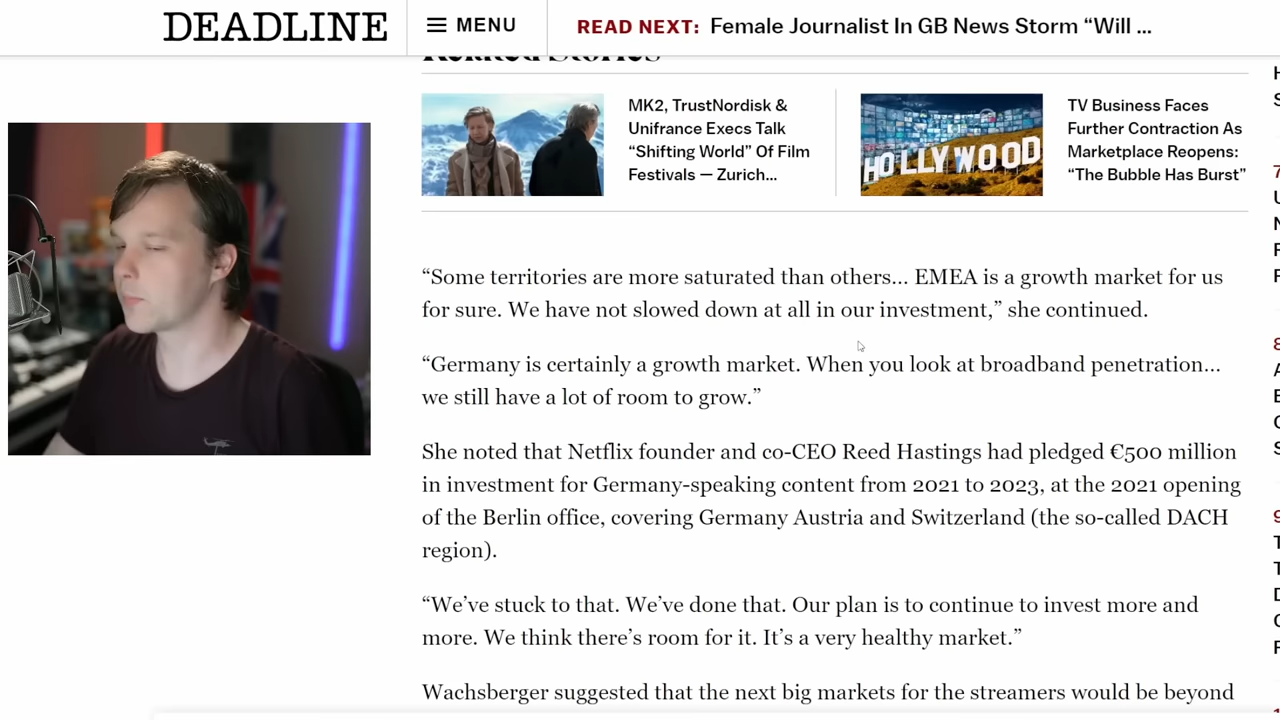 DEADLINE
MENU
READ NEXT: Female Journalist In GB News Storm “Will ...
Related Stories
MK2, TrustNordisk &
Unifrance Execs Talk
“Shifting World” Of Film
Festivals — Zurich...
HOLLYWOOD
TV Business Faces
Further Contraction As
Marketplace Reopens:
“The Bubble Has Burst”
“Some territories are more saturated than others... EMEA is a growth market for us
for sure. We have not slowed down at all in our investment,” she continued.
“Germany is certainly a growth market. When you look at broadband penetration...
we still have a lot of room to grow.”
She noted that Netflix founder and co-CEO Reed Hastings had pledged €500 million
in investment for Germany-speaking content from 2021 to 2023, at the 2021 opening
of the Berlin office, covering Germany Austria and Switzerland (the so-called DACH
region).
“We’ve stuck to that. We’ve done that. Our plan is to continue to invest more and
more. We think there’s room for it. It’s a very healthy market.”
Wachsberger suggested that the next big markets for the streamers would be beyond